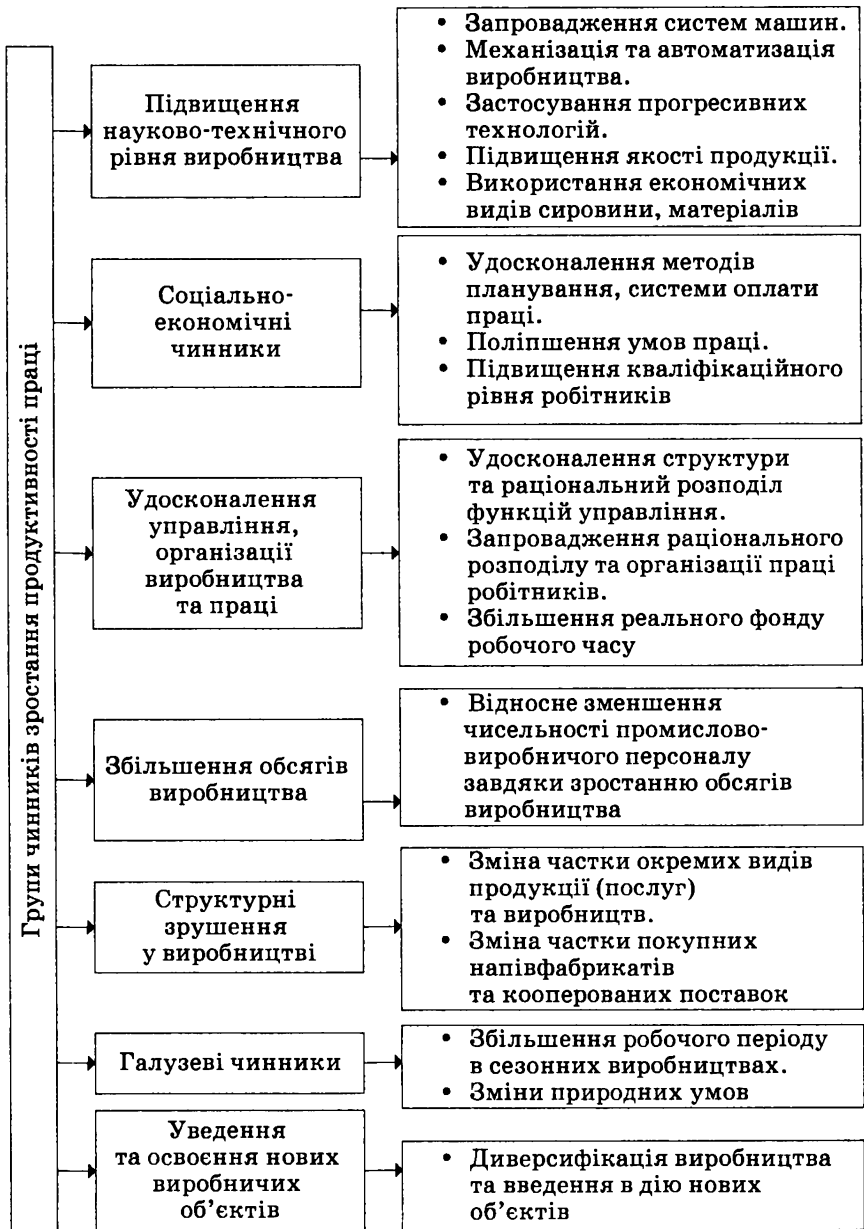 Групи чинників зростання продуктивності праці
Підвищення
науково-технічного
рівня виробництва
• Запровадження систем машин.
• Механізація та автоматизація
виробництва.
• Застосування прогресивних
технологій.
• Підвищення якості продукції.
• Використання економічних
видів сировини, матеріалів
Соціально-
економічні
чинники
• Удосконалення методів
планування, системи оплати
праці.
• Поліпшення умов праці.
• Підвищення кваліфікаційного
рівня робітників
Удосконалення
управління,
організації
виробництва
та праці
• Удосконалення структури
та раціональний розподіл
функцій управління.
• Запровадження раціонального
розподілу та організації праці
робітників.
• Збільшення реального фонду
робочого часу
Збільшення обсягів
виробництва
• Відносне зменшення
чисельності промислово-
виробничого персоналу
завдяки зростанню обсягів
виробництва
Структурні
зрушення
у виробництві
• Зміна частки окремих видів
продукції (послуг)
та виробництв.
• Зміна частки покупних
напівфабрикатів
та кооперованих поставок
Галузеві чинники
• Збільшення робочого періоду
в сезонних виробництвах.
• Зміни природних умов
Уведення
та освоєння нових
виробничих
об’єктів
• Диверсифікація виробництва
та введення в дію нових
об’єктів